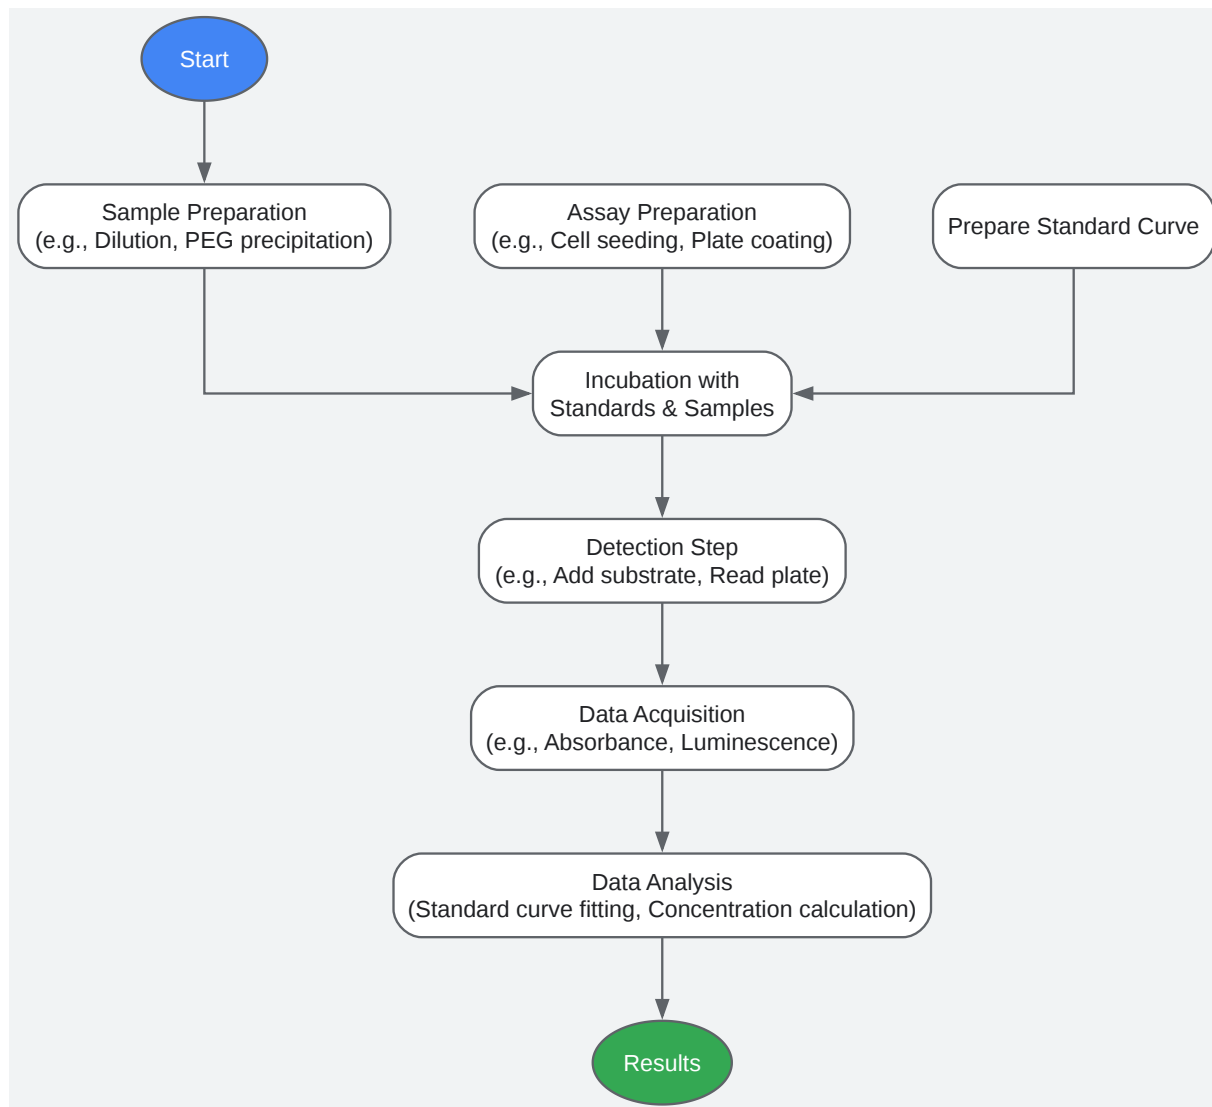 Start
Sample Preparation
(e.g., Dilution, PEG precipitation)
Assay Preparation
(e.g., Cell seeding, Plate coating)
Prepare Standard Curve
Incubation with
Standards & Samples
Detection Step
(e.g., Add substrate, Read plate)
Data Acquisition
(e.g., Absorbance, Luminescence)
Data Analysis
(Standard curve fitting, Concentration calculation)
Results